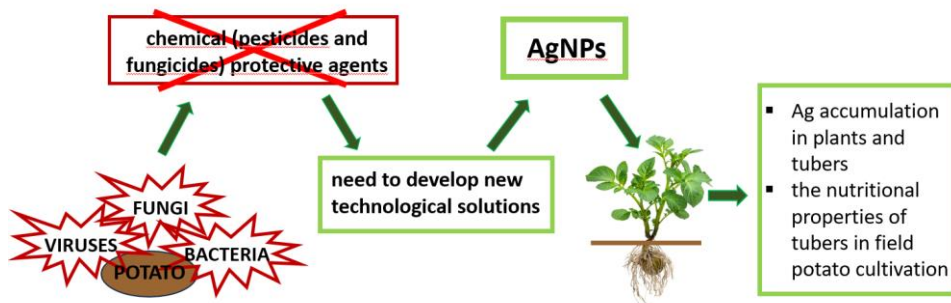 chemical (pesticides and
fungicides) protective agents
AgNPs
FUNGI
VIRUSES
BACTERIA
POTATO
need to develop new
technological solutions
▪ Ag accumulation
in plants and
tubers
▪ the nutritional
properties of
tubers in field
potato cultivation